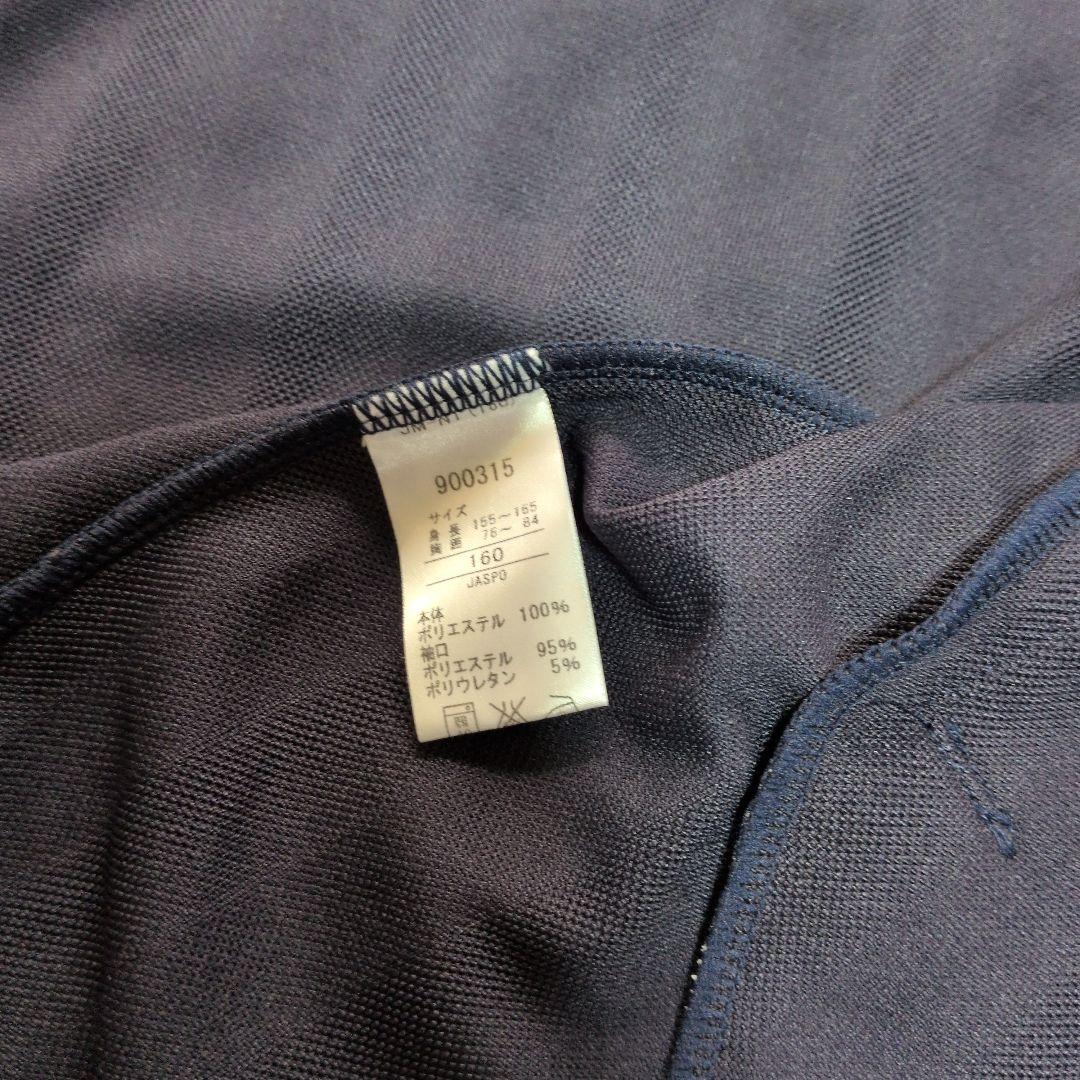 900315
サイズ
身長 155〜165
胸囲 76〜 84
160
JASPO
本体
ポリエステル 100%
袖口
ポリエステル 95%
ポリウレタン 5%